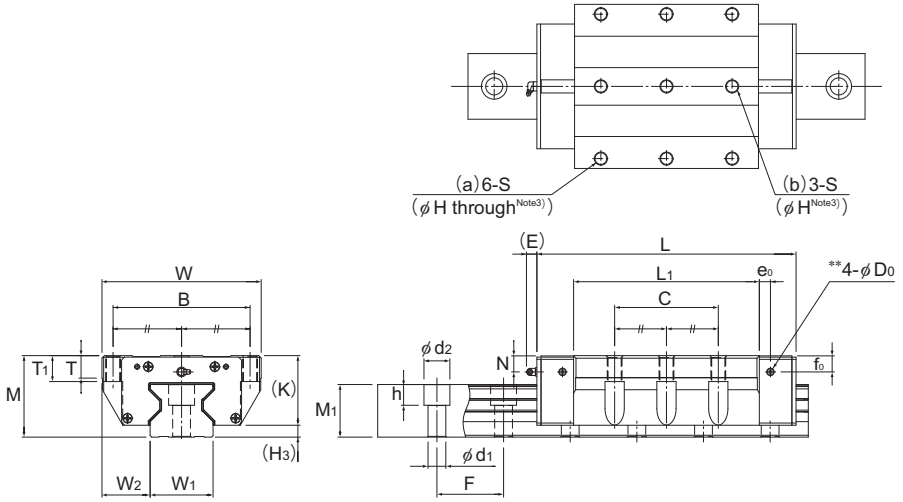 (a) 6-S
(φH through Note3))
(b) 3-S
(φH Note3))
(E)
L
L1
e0
**4-φD0
C
W
B
N
f0
T1
T
M
(K)
(H3)
W2
W1
φd2
h
M1
φd1
F